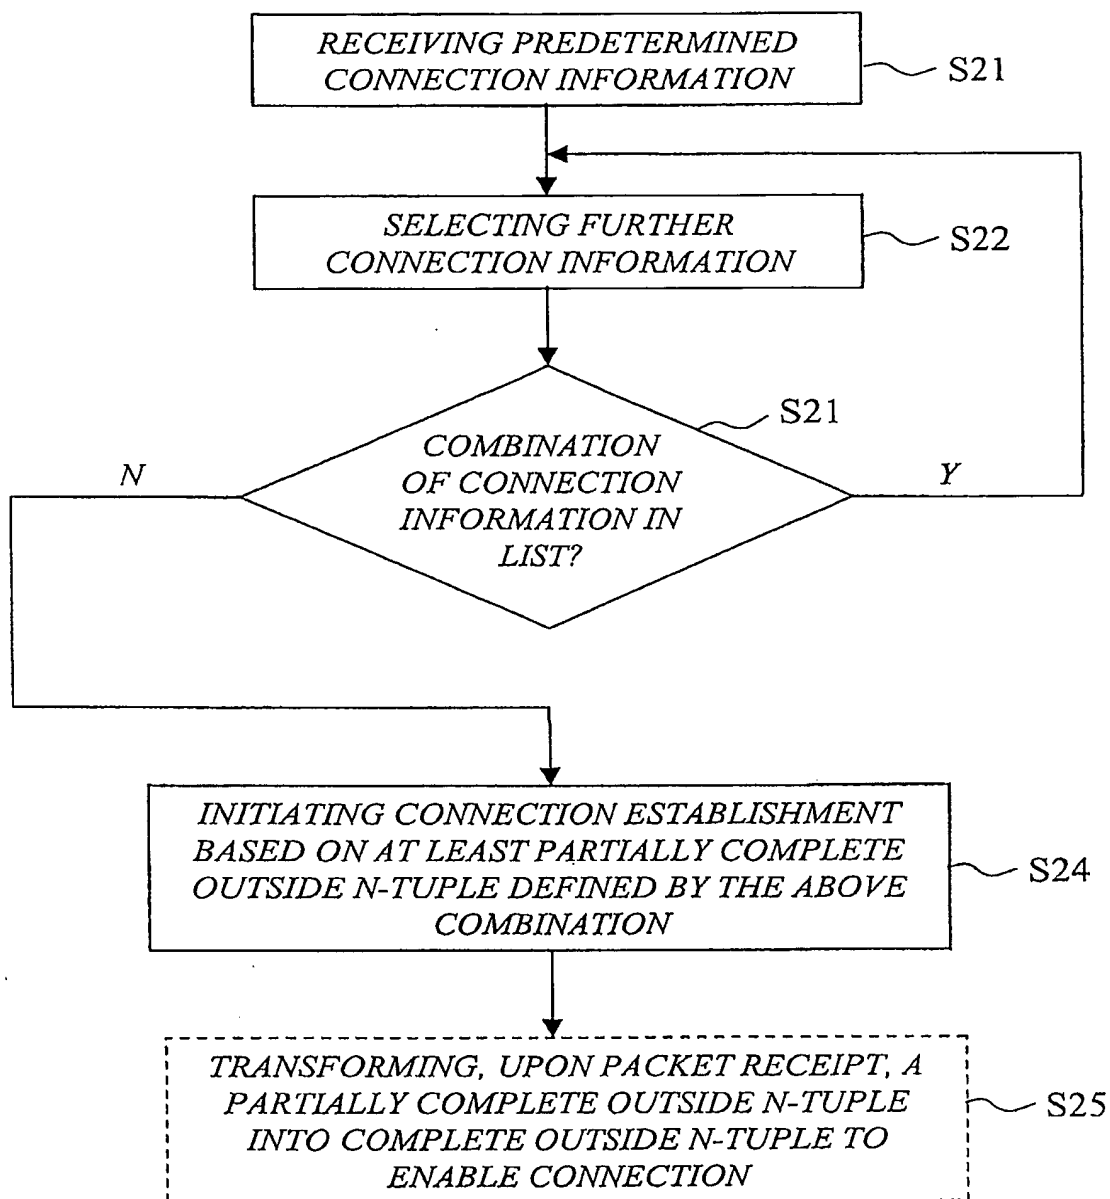 RECEIVING PREDETERMINED
CONNECTION INFORMATION
S21
SELECTING FURTHER
CONNECTION INFORMATION
S22
S21
COMBINATION
OF CONNECTION
INFORMATION IN
LIST?
N
Y
INITIATING CONNECTION ESTABLISHMENT
BASED ON AT LEAST PARTIALLY COMPLETE
OUTSIDE N-TUPLE DEFINED BY THE ABOVE
COMBINATION
S24
TRANSFORMING, UPON PACKET RECEIPT, A
PARTIALLY COMPLETE OUTSIDE N-TUPLE
INTO COMPLETE OUTSIDE N-TUPLE TO
ENABLE CONNECTION
S25